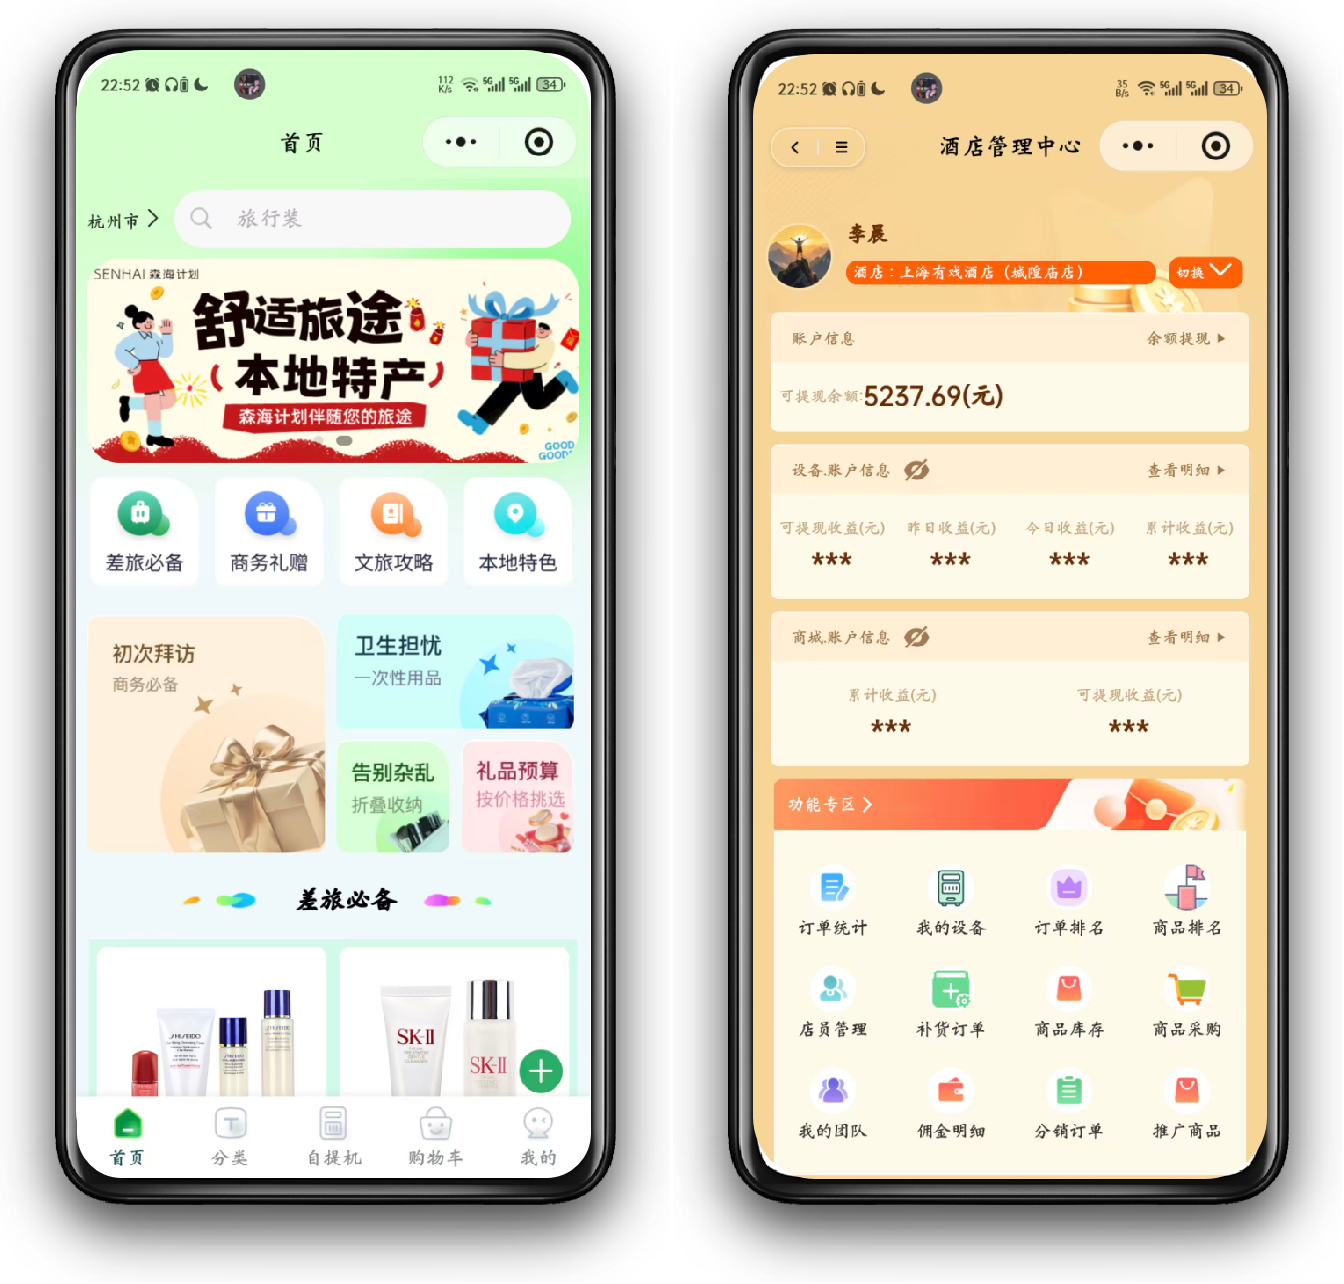 22:52
112 K/s
5G
5G
34
首页
杭州市
旅行装
SENHAI 森海计划
舒适旅途
本地特产
森海计划伴随您的旅途
GOOD
GOOD
差旅必备
商务礼赠
文旅攻略
本地特色
初次拜访
商务必备
卫生担忧
一次性用品
告别杂乱
折叠收纳
礼品预算
按价格挑选
差旅必备
SHISEIDO
SK-II
SK-II
首页
分类
自提机
购物车
我的
22:52
35 B/s
5G
5G
34
酒店管理中心
李晨
酒店：上海有戏酒店（城隍庙店）
切换
账户信息
余额提现
可提现余额:5237.69(元)
设备.账户信息
查看明细
可提现收益(元)
昨日收益(元)
今日收益(元)
累计收益(元)
***
***
***
***
商城.账户信息
查看明细
累计收益(元)
可提现收益(元)
***
***
功能专区
订单统计
我的设备
订单排名
商品排名
店员管理
补货订单
商品库存
商品采购
我的团队
佣金明细
分销订单
推广商品